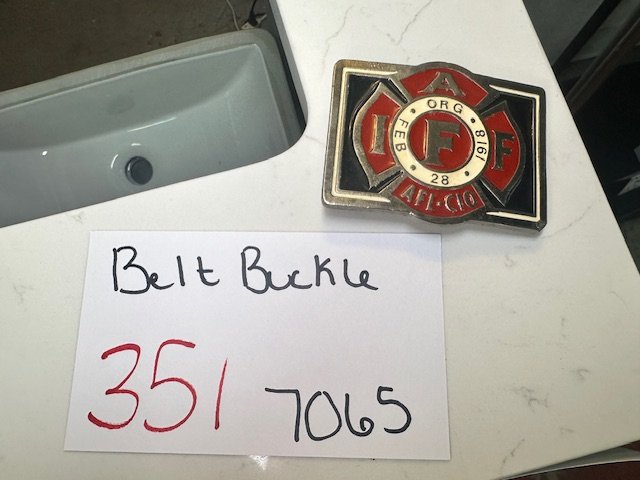 A
ORG
I F F
FEB 1918
28
AFL-CIO
Belt Buckle
351 7065